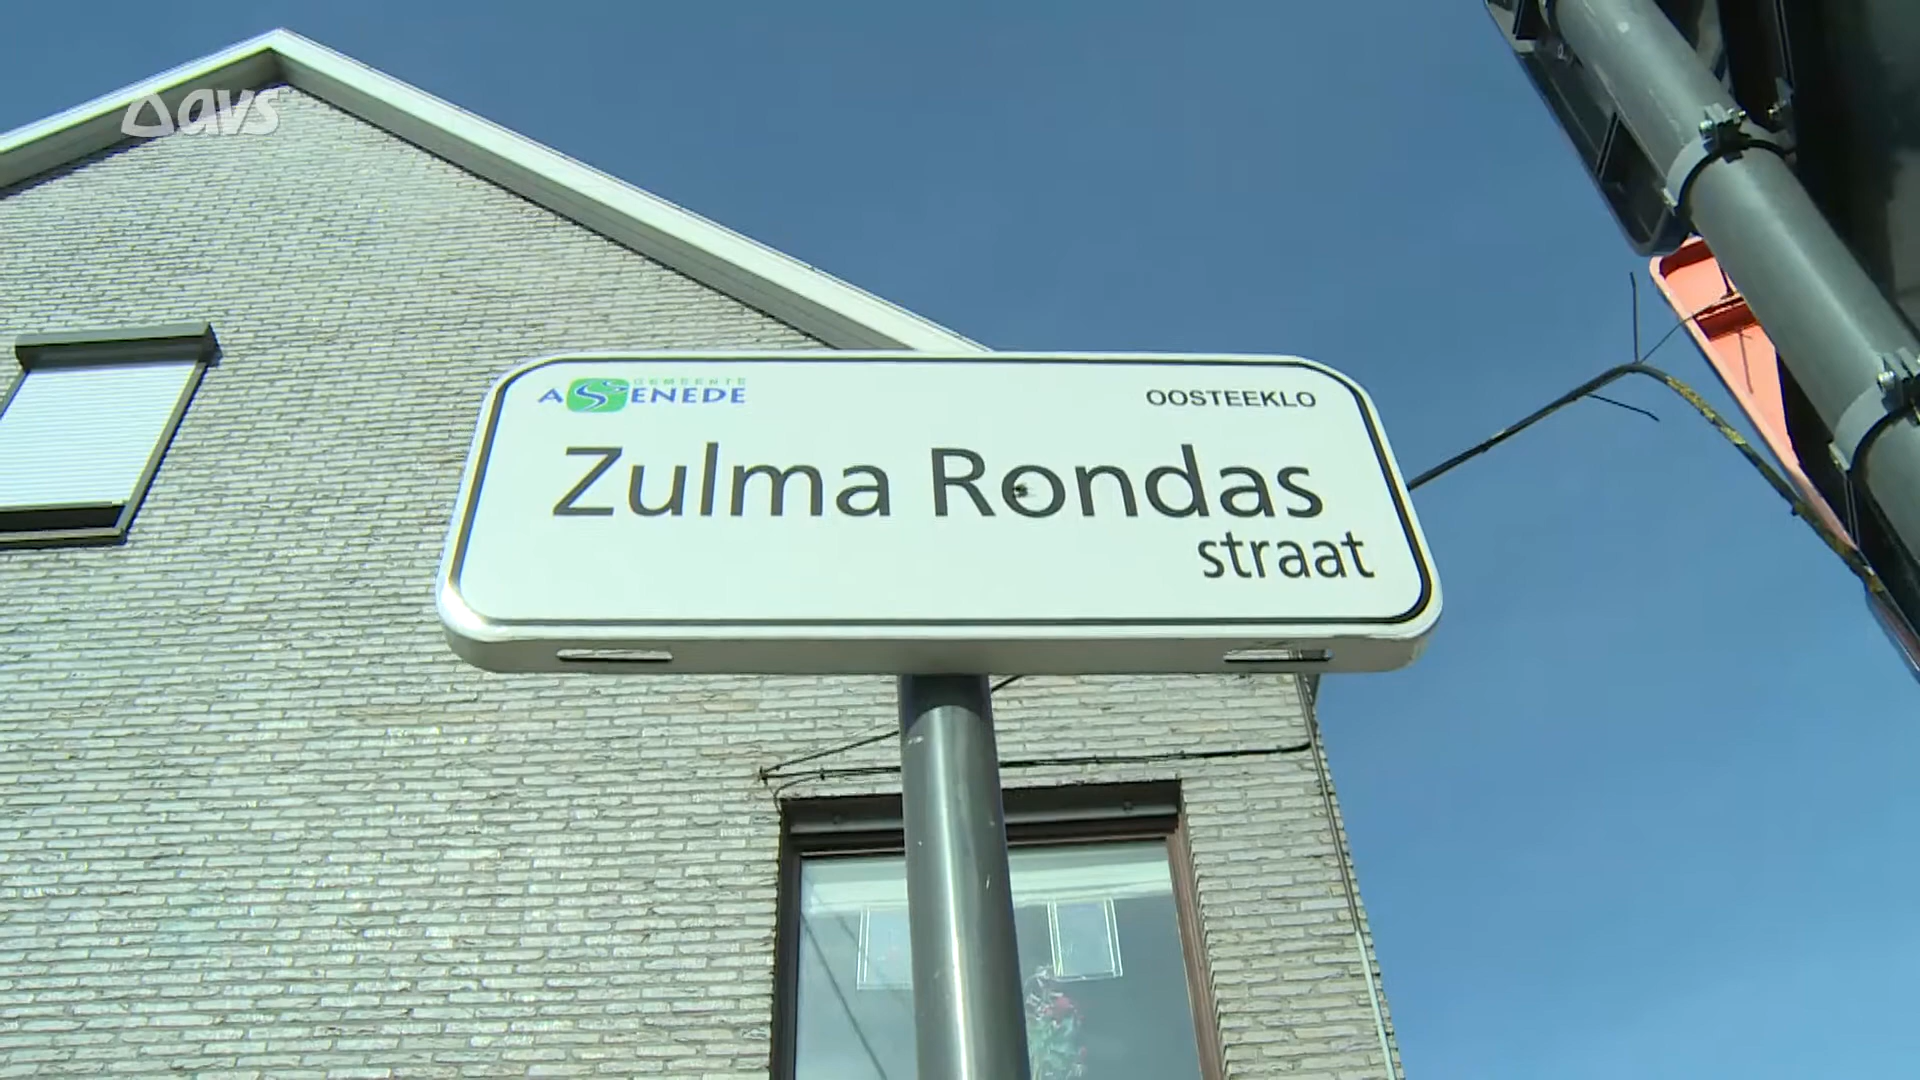 avs
GEMEENTE
ASSENEDE
OOSTEEKLO
Zulma Rondas
straat